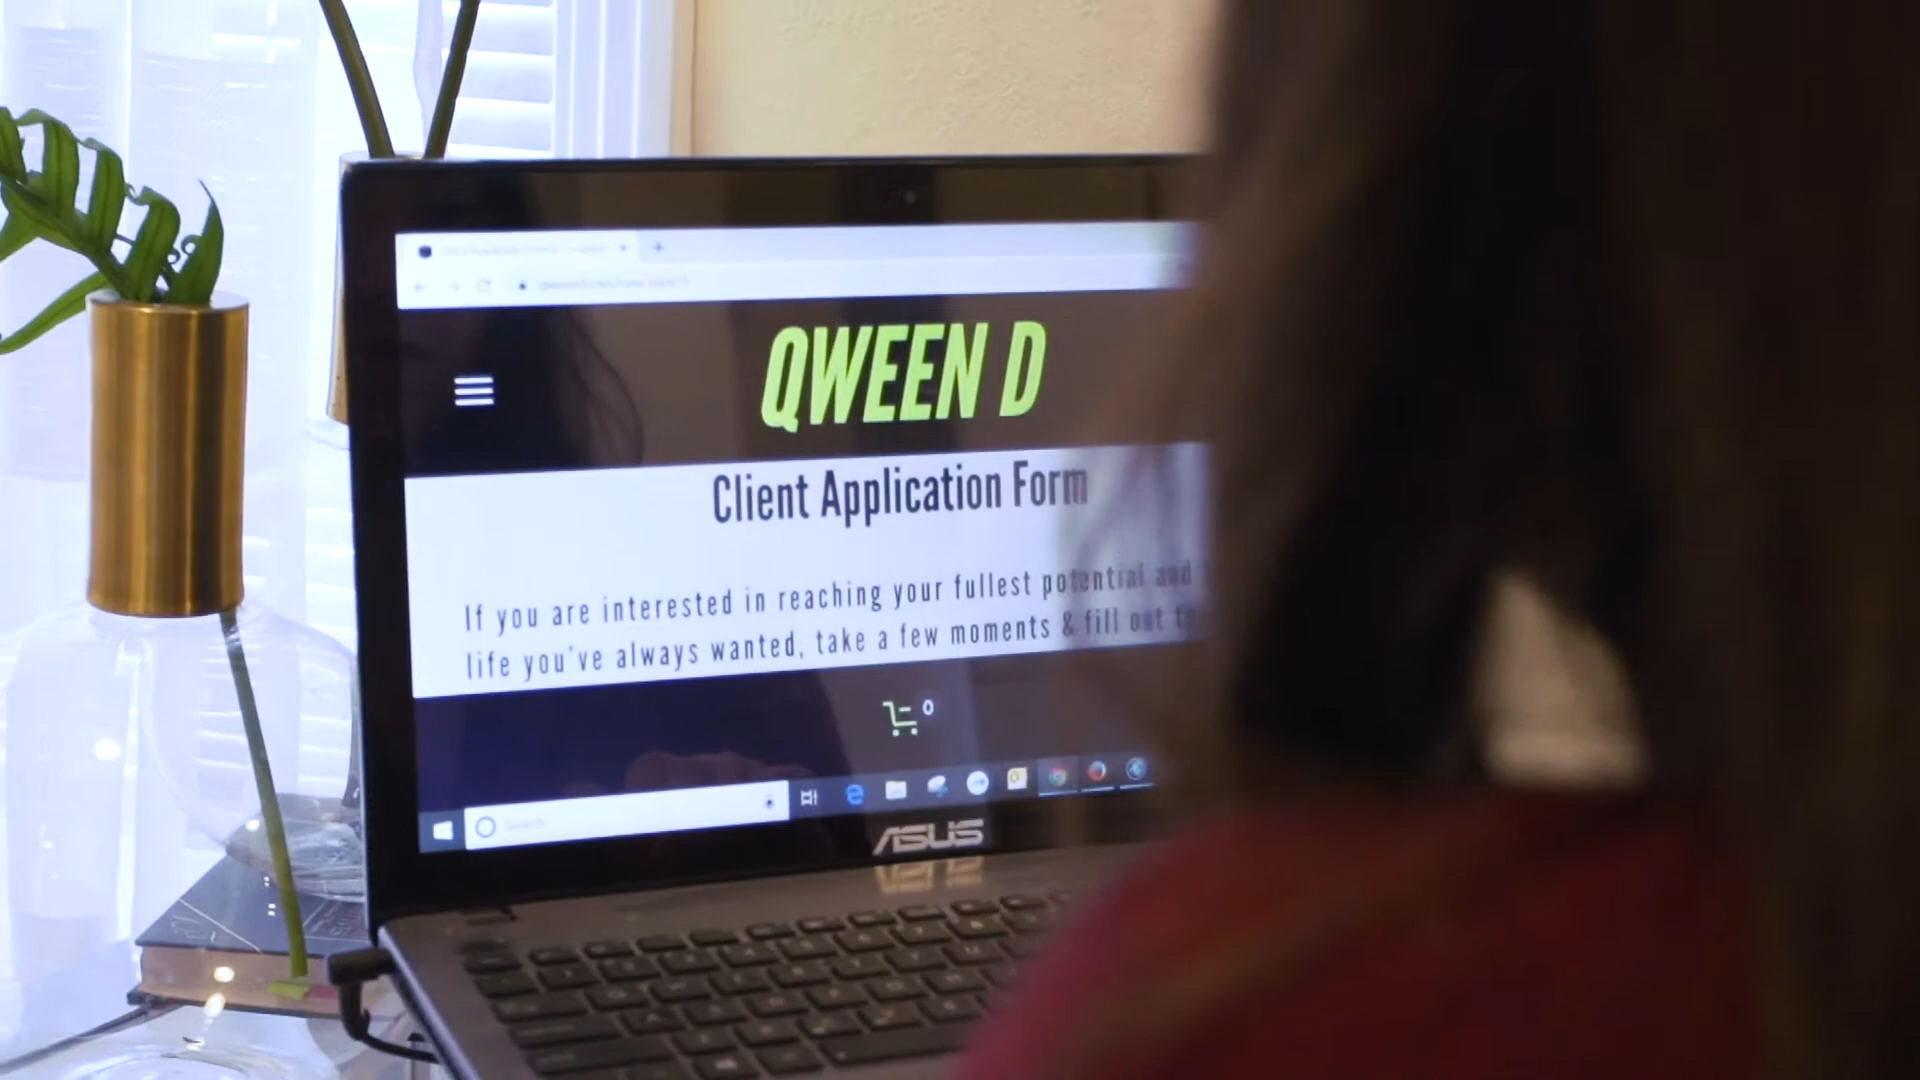 QWEEN D
Client Application Form
If you are interested in reaching your fullest potential and
life you've always wanted, take a few moments & fill out
0
Search
ASUS